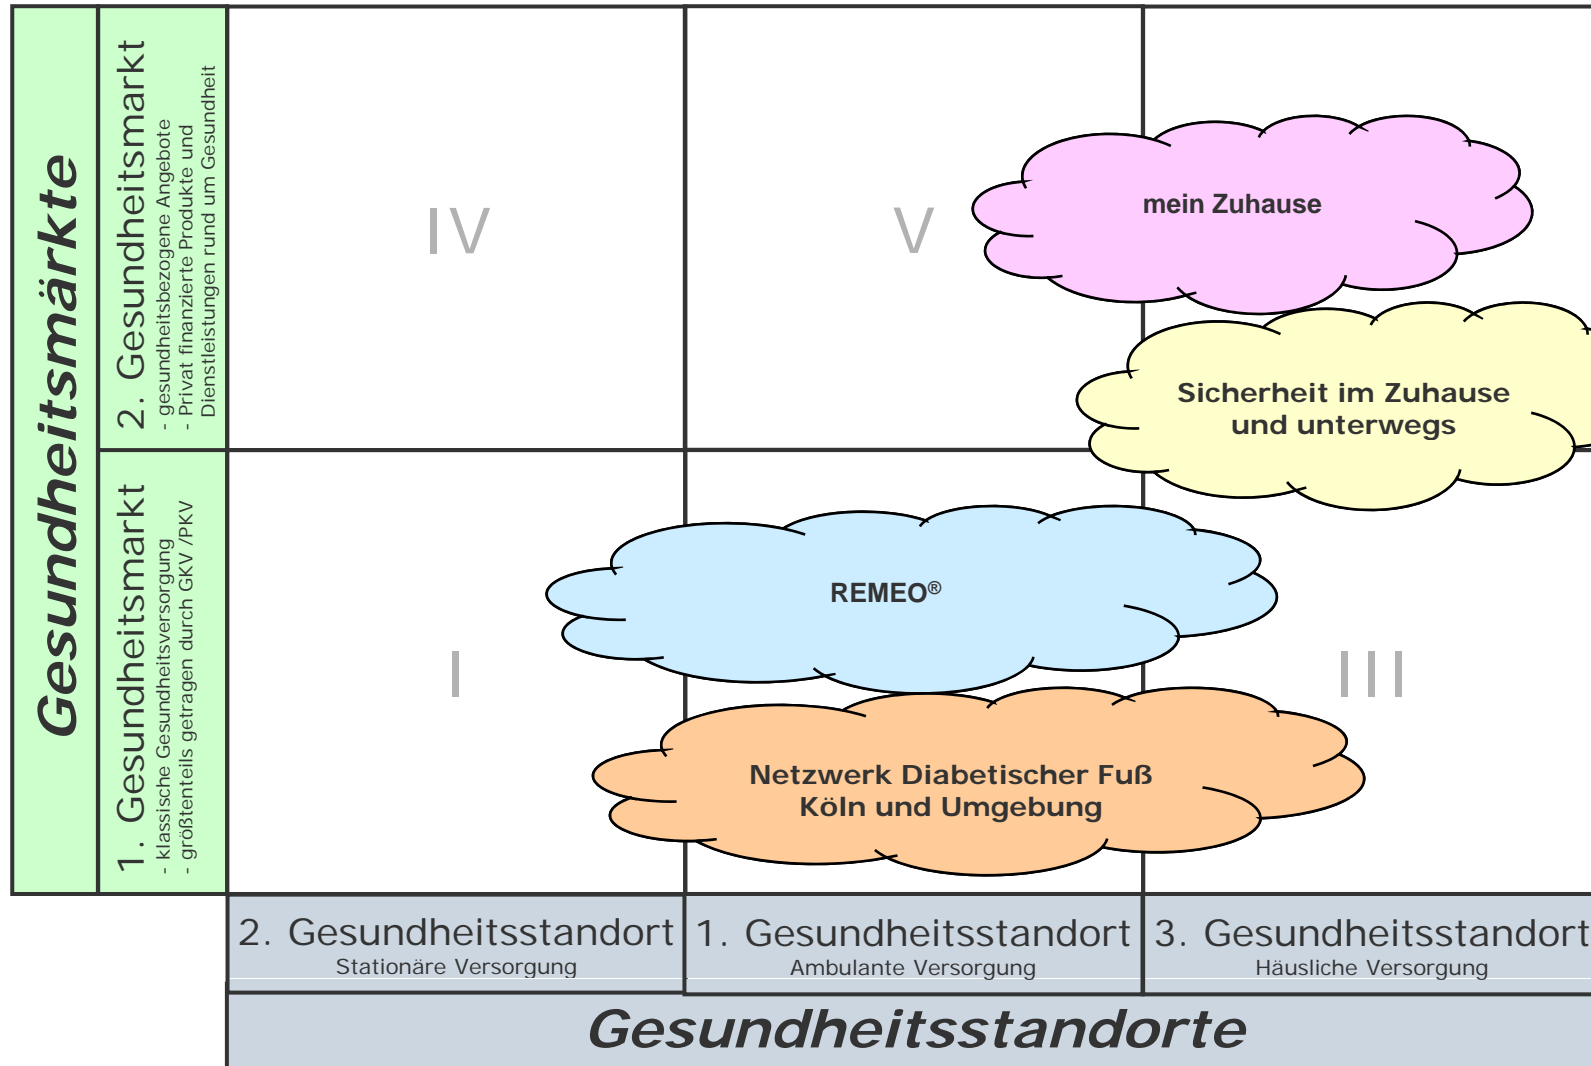 Gesundheitsmärkte
2. Gesundheitsmarkt
- gesundheitsbezogene Angebote
- Privat finanzierte Produkte und
Dienstleistungen rund um Gesundheit
1. Gesundheitsmarkt
- klassische Gesundheitsversorgung
- größtenteils getragen durch GKV /PKV
IV
V
mein Zuhause
Sicherheit im Zuhause
und unterwegs
REMEO®
I
III
Netzwerk Diabetischer Fuß
Köln und Umgebung
2. Gesundheitsstandort
Stationäre Versorgung
1. Gesundheitsstandort
Ambulante Versorgung
3. Gesundheitsstandort
Häusliche Versorgung
Gesundheitsstandorte